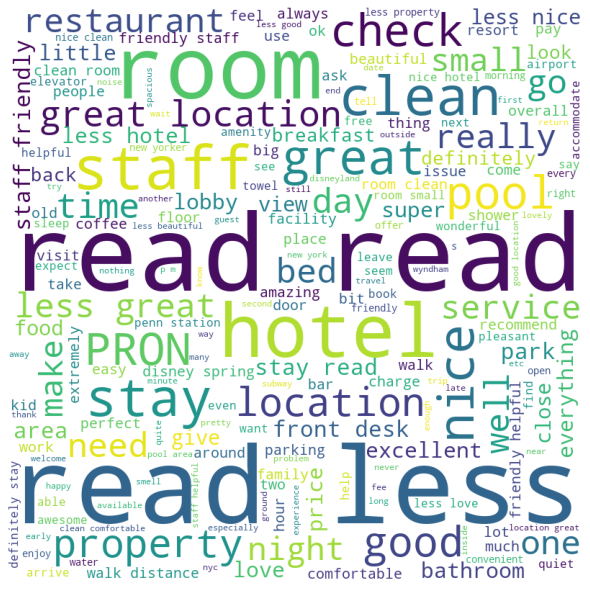 restaurant
feel always
less good
less property
less nice
check
nice clean
friendly staff use ok resort pay
little
room
small look
clean room
beautiful
airport
elevator
people
spacious
noise
ask
date
nice hotel morning
go
staff friendly
great location
clean
end
tell
first
overall
accommodate
less hotel
wait
amenity
free
thing next
return
breakfast
really
helpful
new yorker
great
outside
come say every
back
staff
big
see
definitely
issue
try
another
towel
still
disneyland
room clean
right
old
time
lobby view
day
super
pool
room small
shower
sleep coffee
floor
guest
facility
offer
wonderful
lovely
good location
visit
less beautiful
place
s
expect
nothing
p m
new york
bed
leave
seem
wyndham
take
read read
know
travel
amazing
bit book
less great
second
door
friendly
service
food
penn station
hotel
recommend
away
way
PRON
many
walk
pleasant
etc
make
extremely
easy disney spring
stay read
nice
park
minute
subway
bar charge
trip
late
open
well
find
close
everything
kid
thank
perfect
stay
even
want
location
enough
near
area
quite
pretty
need give
front desk
work
welcome
around
parking
excellent
friendly helpful
pool area
problem
never
able
happy
smell
read less
family
fee
awesome
available
staff helpful
ground
experience
two
hour
price
help
long
less love
definitely stay
early
clean comfortable
especially
lot
location great
enjoy
water
property
night
good
much
inside
one
convenient
arrive walk distance
nyc
love
comfortable
bathroom
quiet